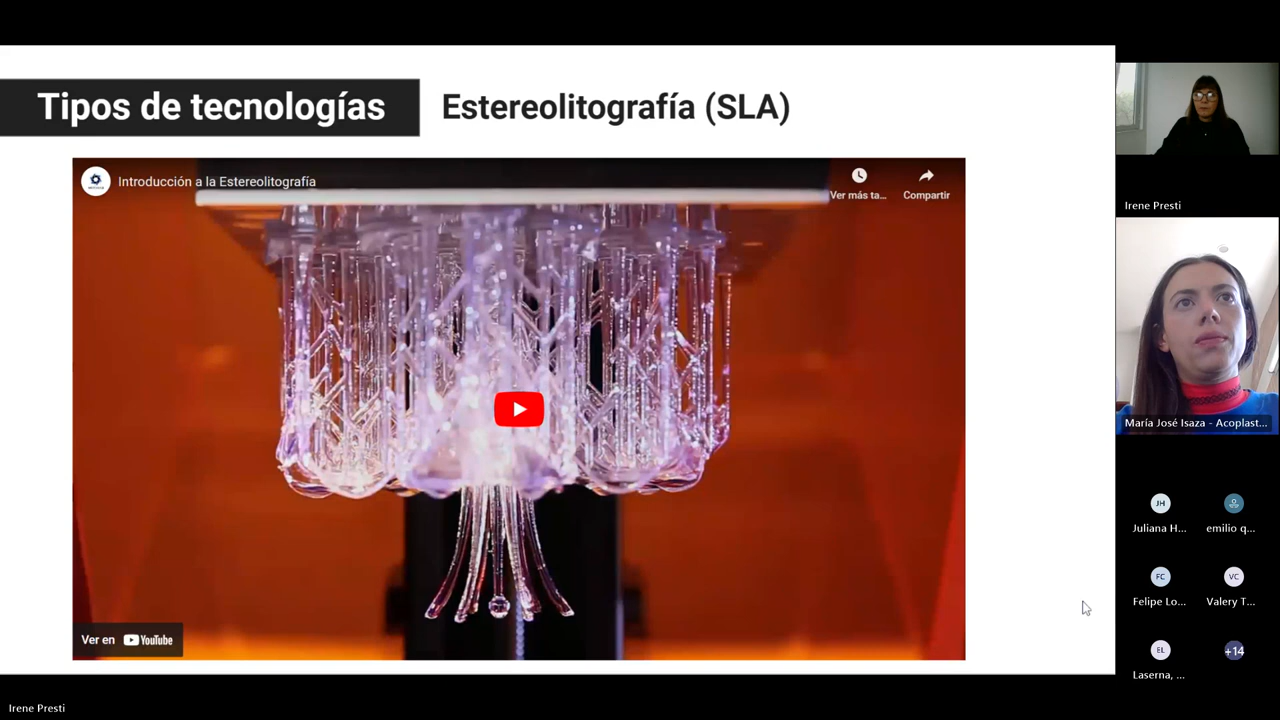 Tipos de tecnologías
Estereolitografía (SLA)
Introducción a la Estereolitografía
Ver más ta...
Compartir
Ver en YouTube
Irene Presti
María José Isaza - Acoplast...
JH
Juliana H...
emilio q...
FC
Felipe Lo...
VC
Valery T...
EL
Laserna, ...
+14
Irene Presti